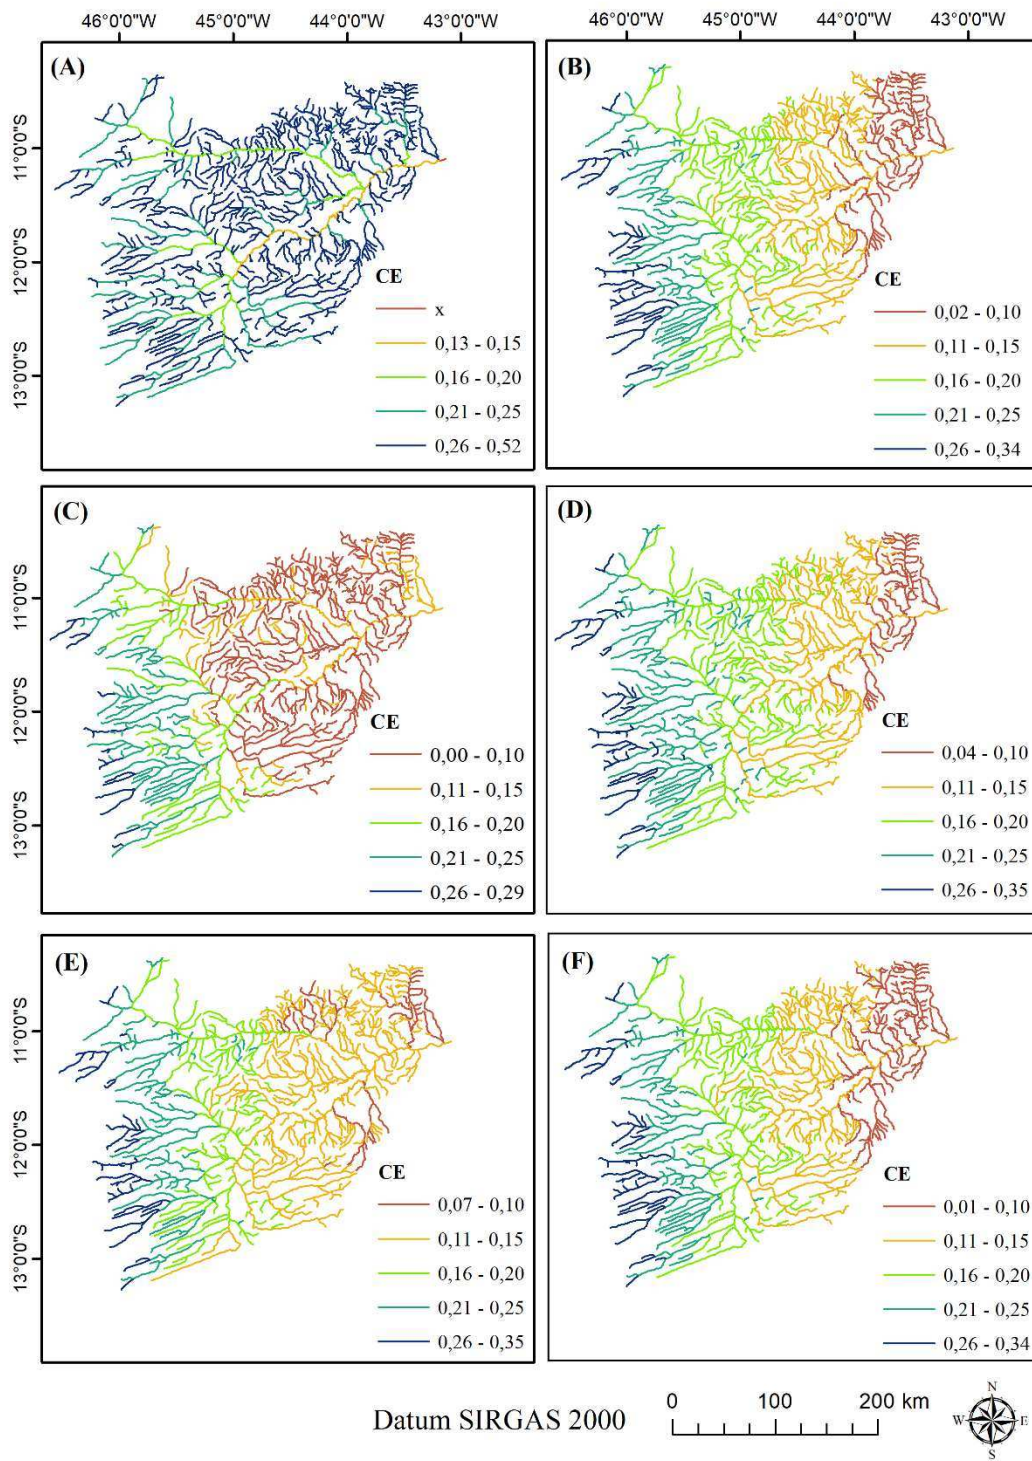 46°0'0"W 45°0'0"W 44°0'0"W 43°0'0"W
46°0'0"W 45°0'0"W 44°0'0"W 43°0'0"W
(A)
11°0'0"S
12°0'0"S
13°0'0"S
CE
x
0,13 - 0,15
0,16 - 0,20
0,21 - 0,25
0,26 - 0,52
(B)
CE
0,02 - 0,10
0,11 - 0,15
0,16 - 0,20
0,21 - 0,25
0,26 - 0,34
(C)
11°0'0"S
12°0'0"S
13°0'0"S
CE
0,00 - 0,10
0,11 - 0,15
0,16 - 0,20
0,21 - 0,25
0,26 - 0,29
(D)
CE
0,04 - 0,10
0,11 - 0,15
0,16 - 0,20
0,21 - 0,25
0,26 - 0,35
(E)
11°0'0"S
12°0'0"S
13°0'0"S
CE
0,07 - 0,10
0,11 - 0,15
0,16 - 0,20
0,21 - 0,25
0,26 - 0,35
(F)
CE
0,01 - 0,10
0,11 - 0,15
0,16 - 0,20
0,21 - 0,25
0,26 - 0,34
Datum SIRGAS 2000
0 100 200 km
N
W E
S